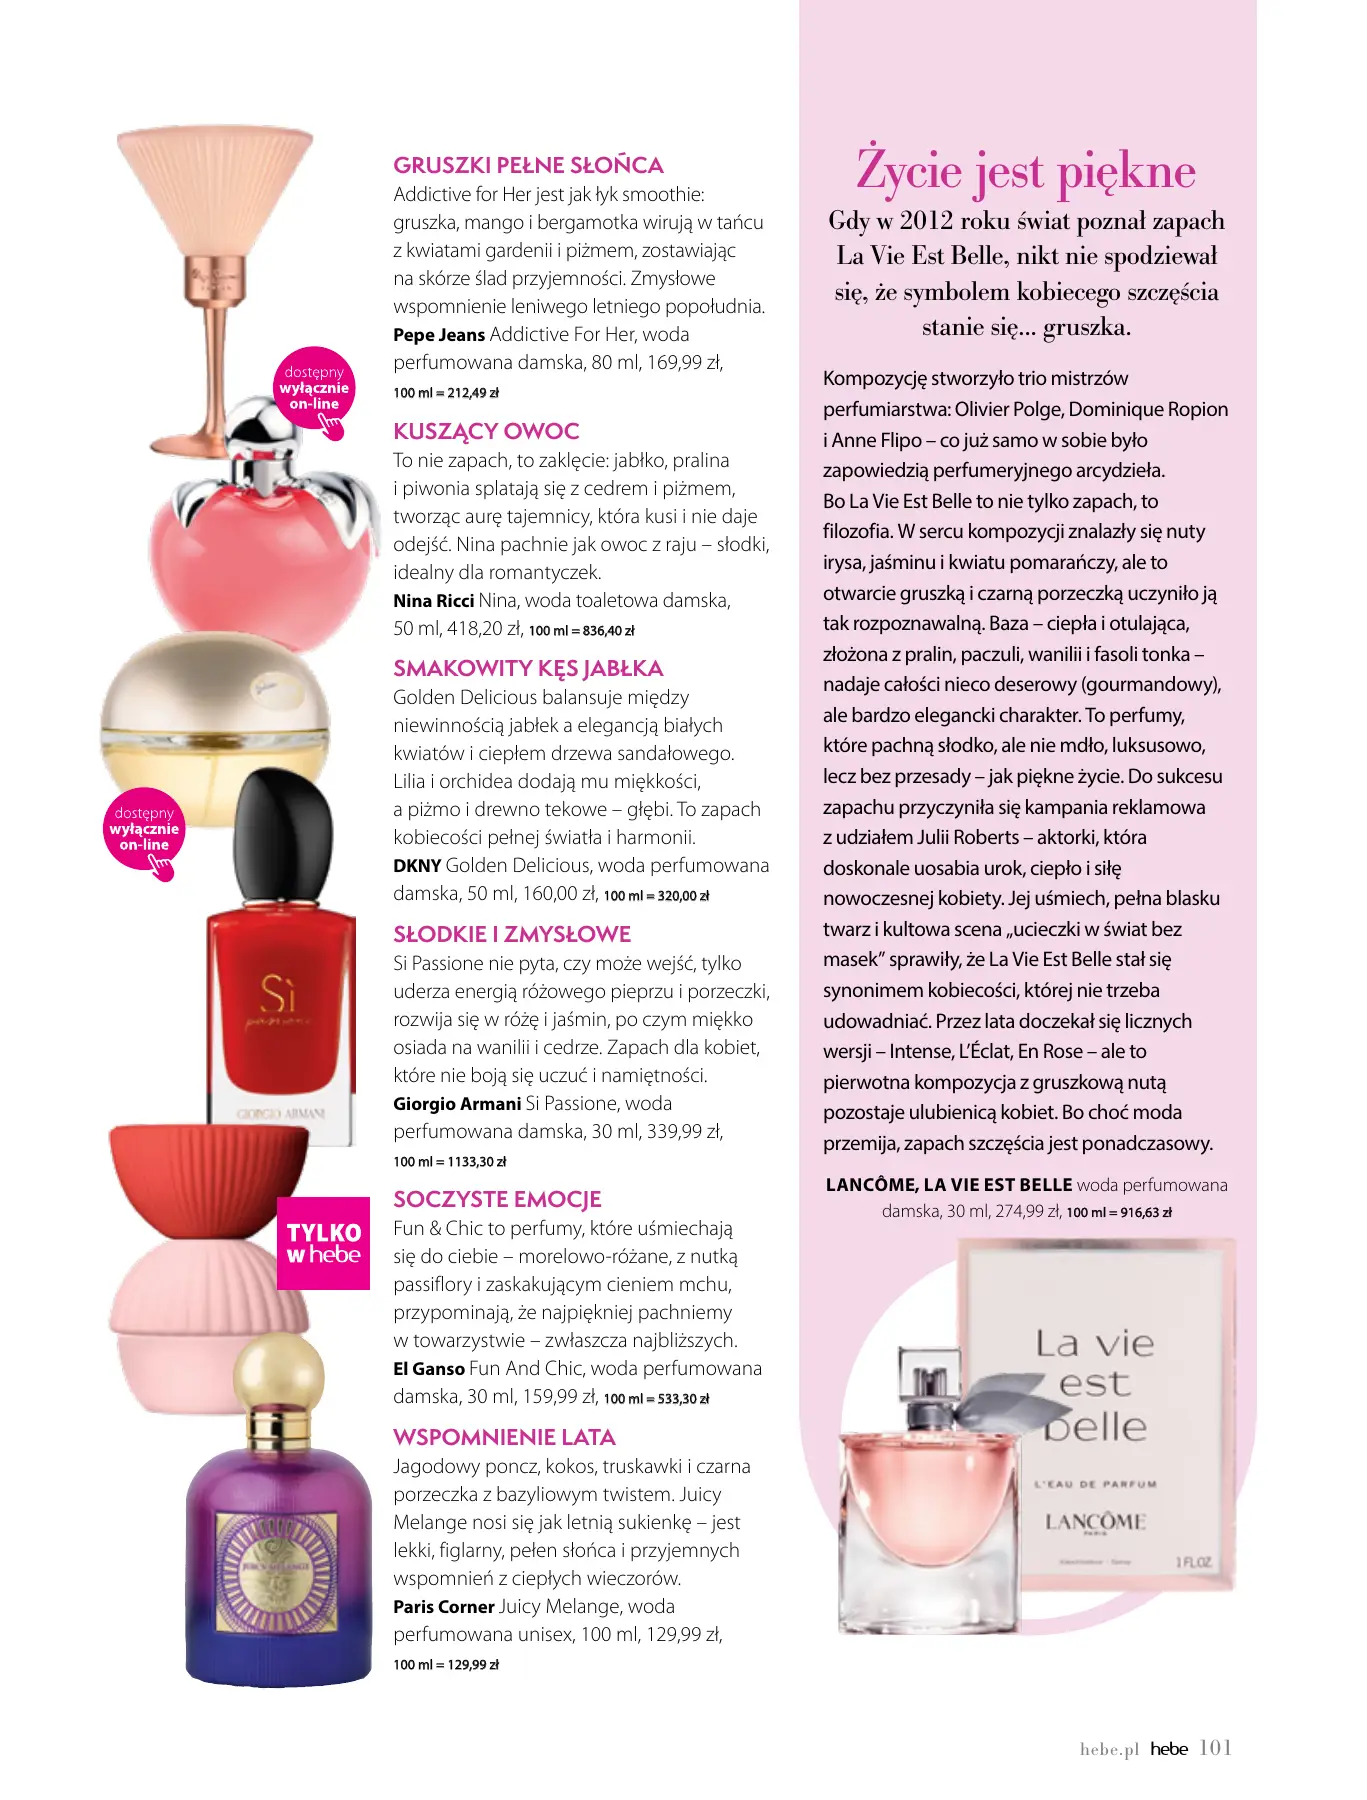 GRUSZKI PEŁNE SŁOŃCA
Addictive for Her jest jak łyk smoothie:
gruszka, mango i bergamotka wirują w tańcu
z kwiatami gardenii i piżmem, zostawiając
na skórze ślad przyjemności. Zmysłowe
wspomnienie leniwego letniego popołudnia.
Pepe Jeans Addictive For Her, woda
perfumowana damska, 80 ml, 169,99 zł,
100 ml = 212,49 zł
dostępny
wyłącznie
on-line
KUSZĄCY OWOC
To nie zapach, to zaklęcie: jabłko, pralina
i piwonia splatają się z cedrem i piżmem,
tworząc aurę tajemnicy, która kusi i nie daje
odejść. Nina pachnie jak owoc z raju – słodki,
idealny dla romantyczek.
Nina Ricci Nina, woda toaletowa damska,
50 ml, 418,20 zł, 100 ml = 836,40 zł
SMAKOWITY KĘS JABŁKA
Golden Delicious balansuje między
niewinnością jabłek a elegancją białych
kwiatów i ciepłem drzewa sandałowego.
Lilia i orchidea dodają mu miękkości,
a piżmo i drewno tekowe – głębi. To zapach
kobiecości pełnej światła i harmonii.
DKNY Golden Delicious, woda perfumowana
damska, 50 ml, 160,00 zł, 100 ml = 320,00 zł
dostępny
wyłącznie
on-line
SŁODKIE I ZMYSŁOWE
Si Passione nie pyta, czy może wejść, tylko
uderza energią różowego pieprzu i porzeczki,
rozwija się w różę i jaśmin, po czym miękko
osiada na wanilii i cedrze. Zapach dla kobiet,
które nie boją się uczuć i namiętności.
Giorgio Armani Si Passione, woda
perfumowana damska, 30 ml, 339,99 zł,
100 ml = 1133,30 zł
Sì
passione
GIORGIO ARMANI
SOCZYSTE EMOCJE
Fun & Chic to perfumy, które uśmiechają
się do ciebie – morelowo-różane, z nutką
passiflory i zaskakującym cieniem mchu,
przypominają, że najpiękniej pachniemy
w towarzystwie – zwłaszcza najbliższych.
El Ganso Fun And Chic, woda perfumowana
damska, 30 ml, 159,99 zł, 100 ml = 533,30 zł
TYLKO
w hebe
WSPOMNIENIE LATA
Jagodowy poncz, kokos, truskawki i czarna
porzeczka z bazyliowym twistem. Juicy
Melange nosi się jak letnią sukienkę – jest
lekki, figlarny, pełen słońca i przyjemnych
wspomnień z ciepłych wieczorów.
Paris Corner Juicy Melange, woda
perfumowana unisex, 100 ml, 129,99 zł,
100 ml = 129,99 zł
JUICY MELANGE
Życie jest piękne
Gdy w 2012 roku świat poznał zapach
La Vie Est Belle, nikt nie spodziewał
się, że symbolem kobiecego szczęścia
stanie się... gruszka.
Kompozycję stworzyło trio mistrzów
perfumiarstwa: Olivier Polge, Dominique Ropion
i Anne Flipo – co już samo w sobie było
zapowiedzią perfumeryjnego arcydzieła.
Bo La Vie Est Belle to nie tylko zapach, to
filozofia. W sercu kompozycji znalazły się nuty
irysa, jaśminu i kwiatu pomarańczy, ale to
otwarcie gruszką i czarną porzeczką uczyniło ją
tak rozpoznawalną. Baza – ciepła i otulająca,
złożona z pralin, paczuli, wanilii i fasoli tonka –
nadaje całości nieco deserowy (gourmandowy),
ale bardzo elegancki charakter. To perfumy,
które pachną słodko, ale nie mdło, luksusowo,
lecz bez przesady – jak piękne życie. Do sukcesu
zapachu przyczyniła się kampania reklamowa
z udziałem Julii Roberts – aktorki, która
doskonale uosabia urok, ciepło i siłę
nowoczesnej kobiety. Jej uśmiech, pełna blasku
twarz i kultowa scena „ucieczki w świat bez
masek” sprawiły, że La Vie Est Belle stał się
synonimem kobiecości, której nie trzeba
udowadniać. Przez lata doczekał się licznych
wersji – Intense, L’Éclat, En Rose – ale to
pierwotna kompozycja z gruszkową nutą
pozostaje ulubienicą kobiet. Bo choć moda
przemija, zapach szczęścia jest ponadczasowy.
LANCÔME, LA VIE EST BELLE woda perfumowana
damska, 30 ml, 274,99 zł, 100 ml = 916,63 zł
La vie
est
belle
L'EAU DE PARFUM
LANCÔME
PARIS
1 FL.OZ.
hebe.pl hebe 101